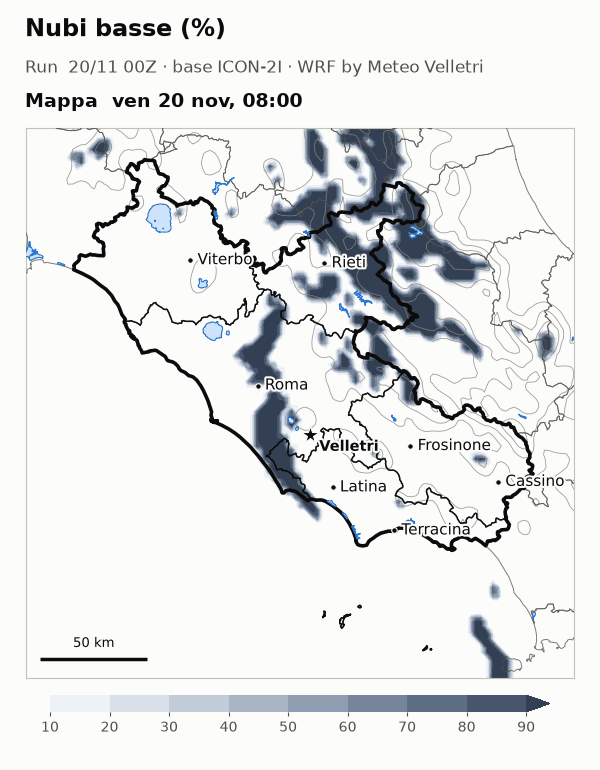 Nubi basse (%)
Run  20/11 00Z · base ICON-2I · WRF by Meteo Velletri
Mappa  ven 20 nov, 08:00
Viterbo
Rieti
Roma
Velletri
Frosinone
Latina
Cassino
Terracina
50 km
10 20 30 40 50 60 70 80 90